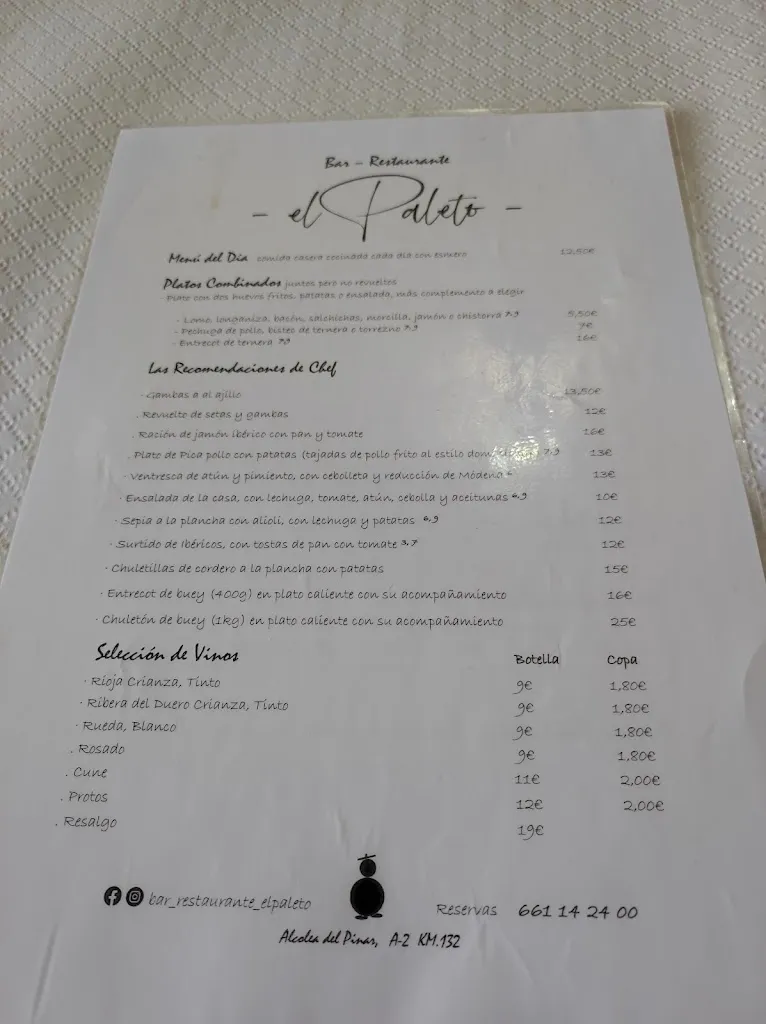 Bar - Restaurante
- el Paleto -
Menú del Día comida casera cocinada cada día con esmero 12,50€
Platos Combinados juntos pero no revueltos
- Plato con dos huevos fritos, patatas o ensalada, más complemento a elegir
- Lomo, longaniza, bacón, salchichas, morcilla, jamón o chistorra 7,9 5,50€
- Pechuga de pollo, bistec de ternera o torrezno 7,9 7€
- Entrecot de ternera 7,9 16€
Las Recomendaciones de Chef
- Gambas a al ajillo 13,50€
. Revuelto de setas y gambas 12€
. Ración de jamón ibérico con pan y tomate 16€
. Plato de Pica pollo con patatas (tajadas de pollo frito al estilo 7,9 13€
· Ventresca de atún y pimiento, con cebolleta y reducción de Módena 6 13€
· Ensalada de la casa, con lechuga, tomate, atún, cebolla y aceitunas 6,9 10€
· Sepia a la plancha con alioli, con lechuga y patatas 6,9 12€
· Surtido de Ibéricos, con tostas de pan con tomate 3,7 12€
· Chuletillas de cordero a la plancha con patatas 15€
· Entrecot de buey (400g) en plato caliente con su acompañamiento 16€
· Chuletón de buey (1kg) en plato caliente con su acompañamiento 25€
Selección de Vinos Botella Copa
· Rioja Crianza, Tinto 9€ 1,80€
· Ribera del Duero Crianza, Tinto 9€ 1,80€
· Rueda, Blanco 9€ 1,80€
. Rosado 9€ 1,80€
. Cune 11€ 2,00€
. Protos 12€ 2,00€
. Resalgo 19€
bar_restaurante_elpaleto Reservas 661 14 24 00
Alcolea del Pinar, A-2 KM.132